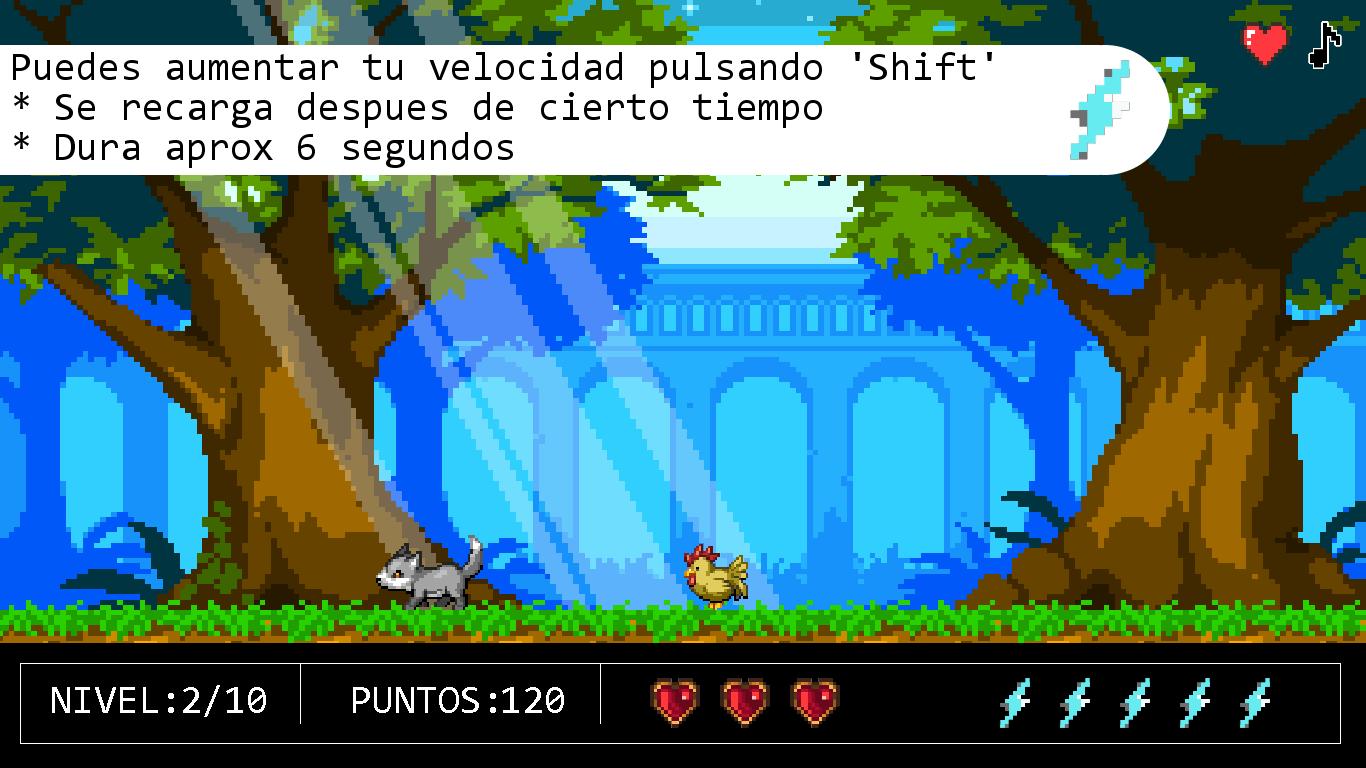 Puedes aumentar tu velocidad pulsando 'Shift'
* Se recarga despues de cierto tiempo
* Dura aprox 6 segundos
NIVEL:2/10
PUNTOS:120